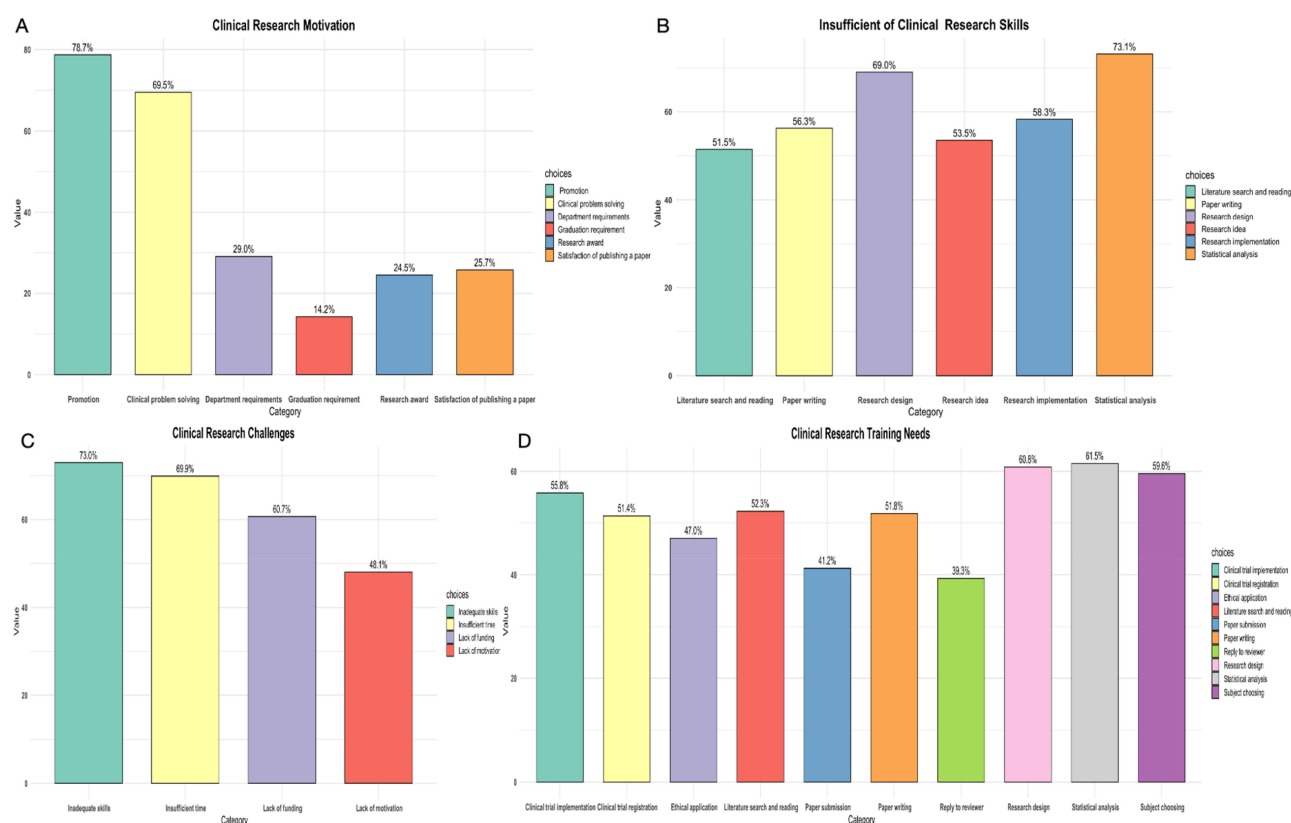 A
Clinical Research Motivation
78.7%
69.5%
29.0%
14.2%
24.5%
25.7%
80
60
40
20
0
Value
Promotion
Clinical problem solving
Department requirements
Graduation requirement
Research award
Satisfaction of publishing a paper
Category
choices
Promotion
Clinical problem solving
Department requirements
Graduation requirement
Research award
Satisfaction of publishing a paper
B
Insufficient of Clinical Research Skills
51.5%
56.3%
69.0%
53.5%
58.3%
73.1%
60
40
20
0
Value
Literature search and reading
Paper writing
Research design
Research idea
Research implementation
Statistical analysis
Category
choices
Literature search and reading
Paper writing
Research design
Research idea
Research implementation
Statistical analysis
C
Clinical Research Challenges
73.0%
69.9%
60.7%
48.1%
60
40
20
0
Value
Inadequate skills
Insufficient time
Lack of funding
Lack of motivation
Category
choices
Inadequate skills
Insufficient time
Lack of funding
Lack of motivation
D
Clinical Research Training Needs
55.8%
51.4%
47.0%
52.3%
41.2%
51.8%
39.3%
60.8%
61.5%
59.6%
60
40
20
0
Value
Clinical trial implementation
Clinical trial registration
Ethical application
Literature search and reading
Paper submission
Paper writing
Reply to reviewer
Research design
Statistical analysis
Subject choosing
Category
choices
Clinical trial implementation
Clinical trial registration
Ethical application
Literature search and reading
Paper submission
Paper writing
Reply to reviewer
Research design
Statistical analysis
Subject choosing